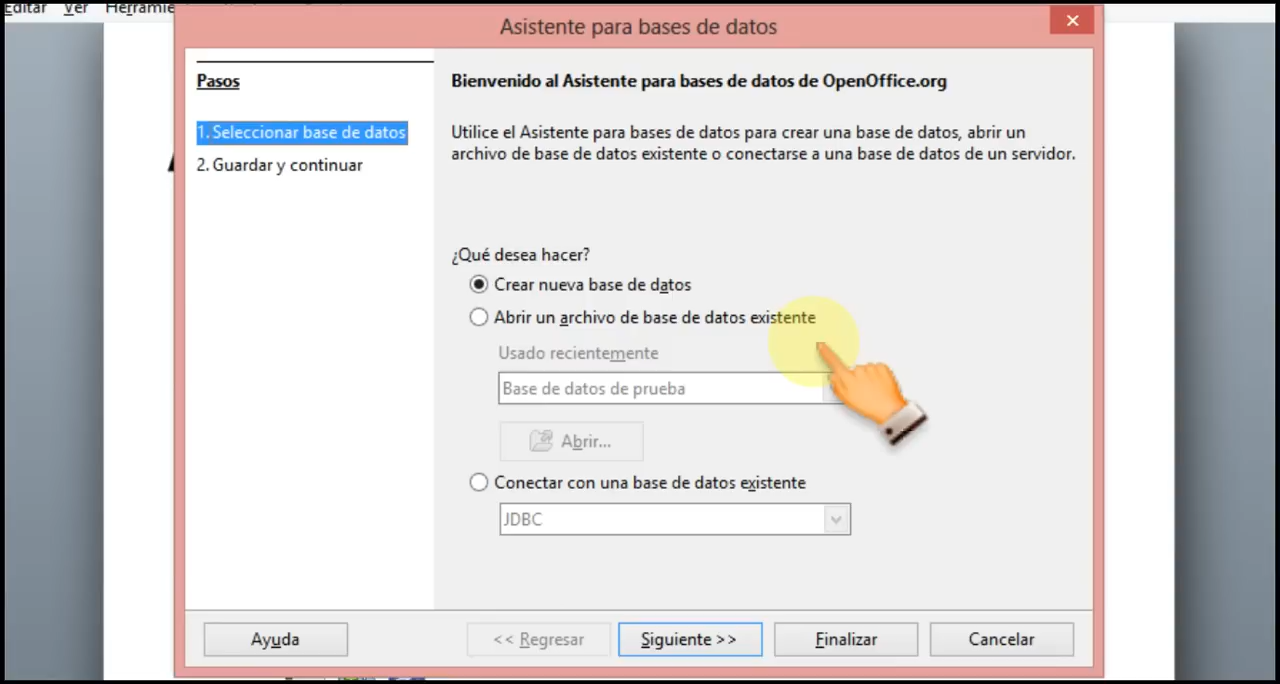 Editar Ver
Asistente para bases de datos
Pasos
1. Seleccionar base de datos
2. Guardar y continuar
Bienvenido al Asistente para bases de datos de OpenOffice.org
Utilice el Asistente para bases de datos para crear una base de datos, abrir un
archivo de base de datos existente o conectarse a una base de datos de un servidor.
¿Qué desea hacer?
Crear nueva base de datos
Abrir un archivo de base de datos existente
Usado recientemente
Base de datos de prueba
Abrir...
Conectar con una base de datos existente
JDBC
Ayuda
<< Regresar
Siguiente >>
Finalizar
Cancelar